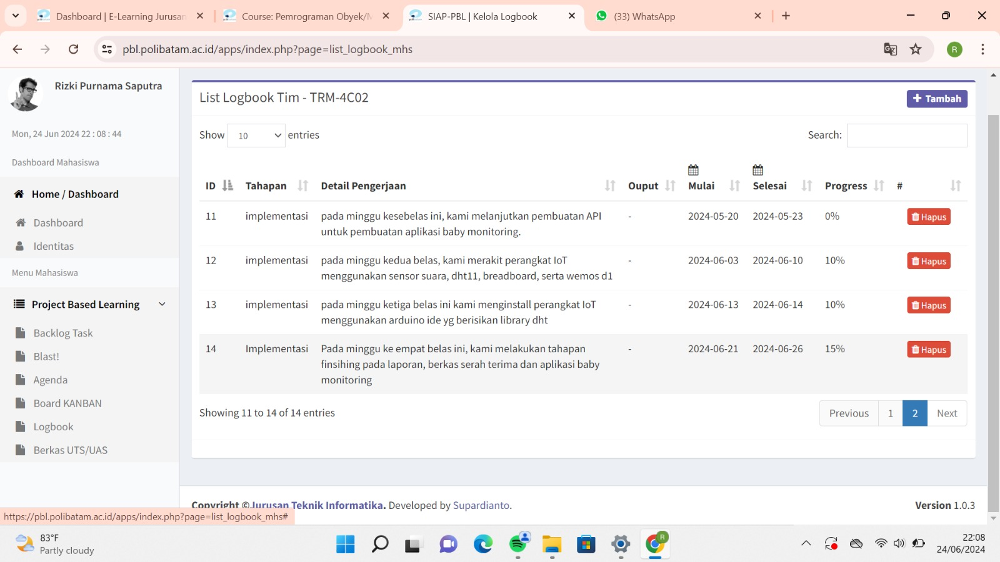 Dashboard | E-Learning Jurusan
Course: Pemrograman Obyek/M
SIAP-PBL | Kelola Logbook
(33) WhatsApp
pbl.polibatam.ac.id/apps/index.php?page=list_logbook_mhs
R
Rizki Purnama Saputra
Mon, 24 Jun 2024 22 : 08 : 44
Dashboard Mahasiswa
Home / Dashboard
Dashboard
Identitas
Menu Mahasiswa
Project Based Learning
Backlog Task
Blast!
Agenda
Board KANBAN
Logbook
Berkas UTS/UAS
List Logbook Tim - TRM-4C02
+ Tambah
Show 10 entries
Search:
ID Tahapan Detail Pengerjaan Ouput Mulai Selesai Progress #
11 implementasi pada minggu kesebelas ini, kami melanjutkan pembuatan API - 2024-05-20 2024-05-23 0% Hapus
untuk pembuatan aplikasi baby monitoring.
12 implementasi pada minggu kedua belas, kami merakit perangkat IoT - 2024-06-03 2024-06-10 10% Hapus
menggunakan sensor suara, dht11, breadboard, serta wemos d1
13 implementasi pada minggu ketiga belas ini kami menginstall perangkat IoT - 2024-06-13 2024-06-14 10% Hapus
menggunakan arduino ide yg berisikan library dht
14 Implementasi Pada minggu ke empat belas ini, kami melakukan tahapan - 2024-06-21 2024-06-26 15% Hapus
finsihing pada laporan, berkas serah terima dan aplikasi baby
monitoring
Showing 11 to 14 of 14 entries
Previous 1 2 Next
Copyright © Jurusan Teknik Informatika. Developed by Supardianto.
Version 1.0.3
https://pbl.polibatam.ac.id/apps/index.php?page=list_logbook_mhs#
83°F
Partly cloudy
R
22:08
24/06/2024